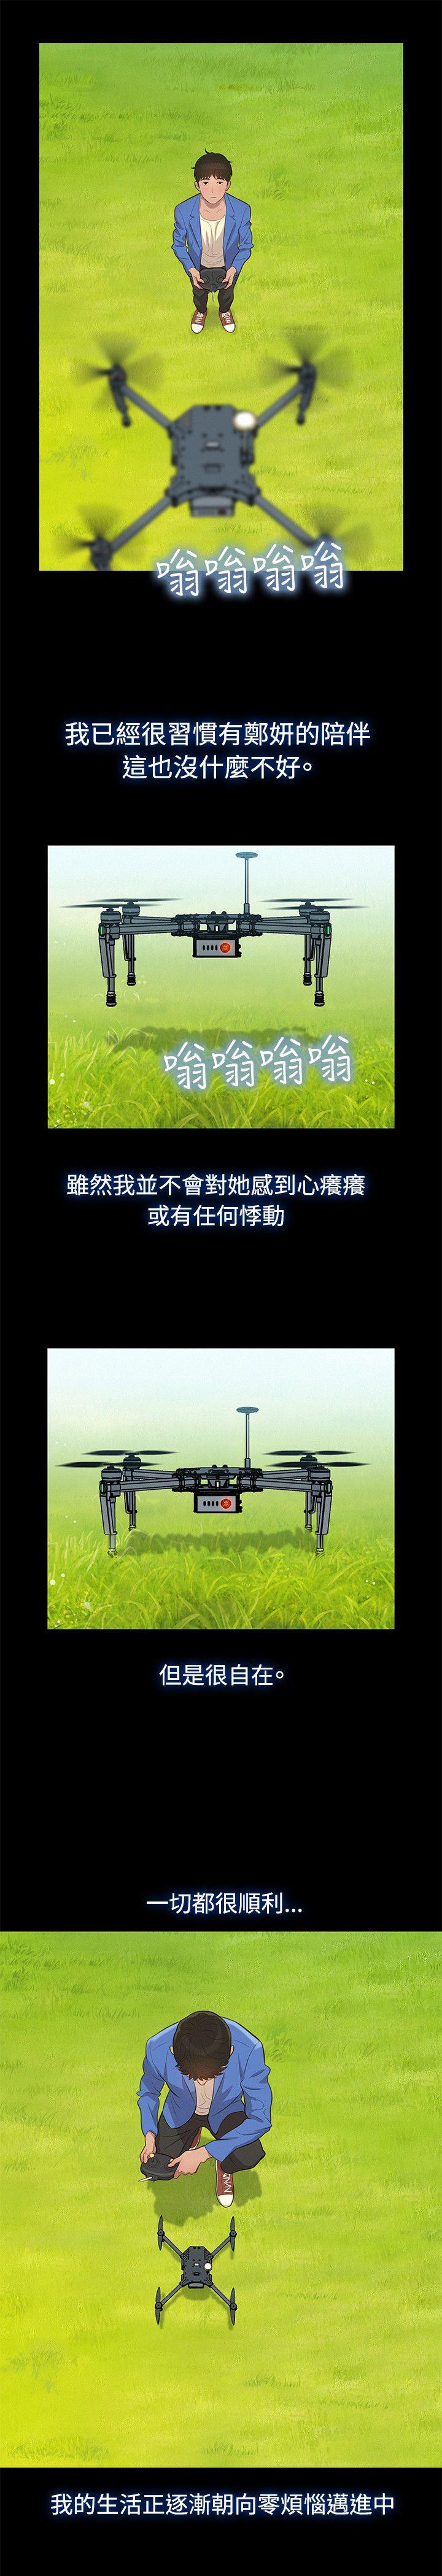 嗡嗡嗡嗡
我已經很習慣有鄭妍的陪伴
這也沒什麼不好。
嗡嗡嗡嗡
雖然我並不會對她感到心癢癢
或有任何悸動
但是很自在。
一切都很順利...
我的生活正逐漸朝向零煩惱邁進中